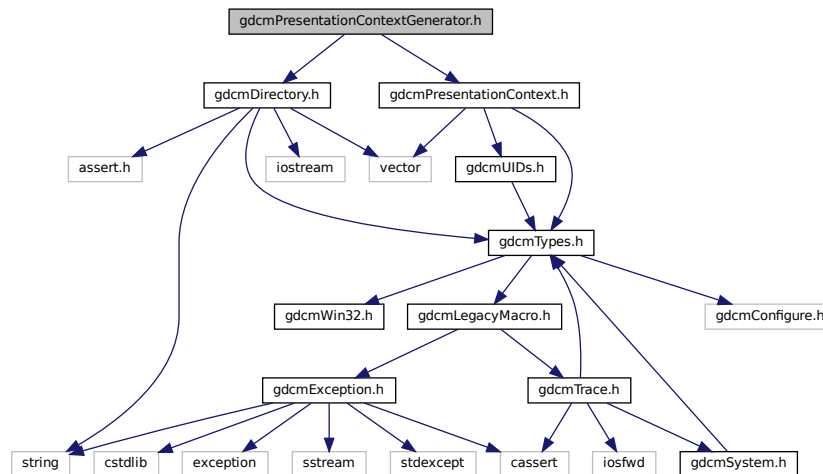 gdcmPresentationContextGenerator.h
gdcmDirectory.h
gdcmPresentationContext.h
assert.h
iostream
vector
gdcmUIDs.h
gdcmTypes.h
gdcmWin32.h
gdcmLegacyMacro.h
gdcmConfigure.h
gdcmException.h
gdcmTrace.h
string
cstdlib
exception
sstream
stdexcept
cassert
iosfwd
gdcmSystem.h